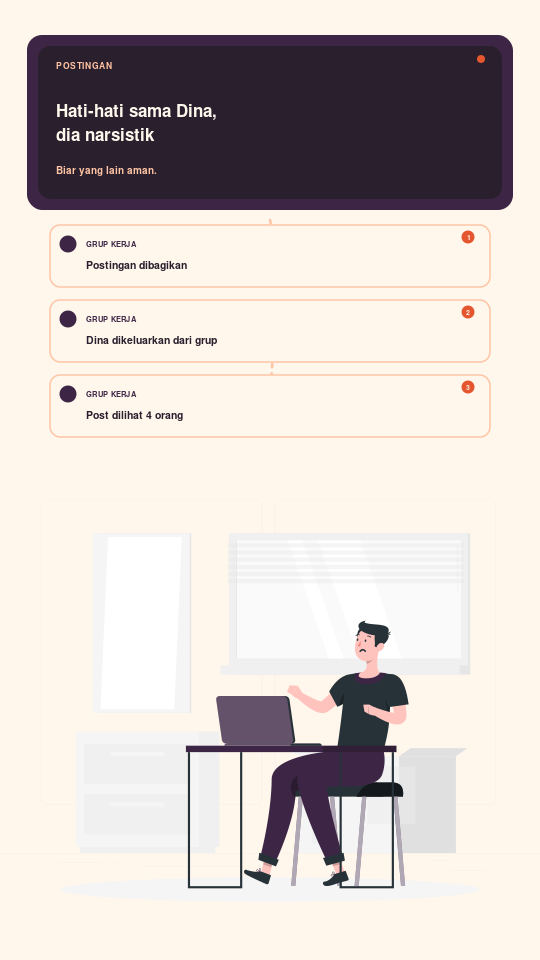 POSTINGAN
Hati-hati sama Dina,
dia narsistik
Biar yang lain aman.
GRUP KERJA
1
Postingan dibagikan
GRUP KERJA
2
Dina dikeluarkan dari grup
GRUP KERJA
3
Post dilihat 4 orang